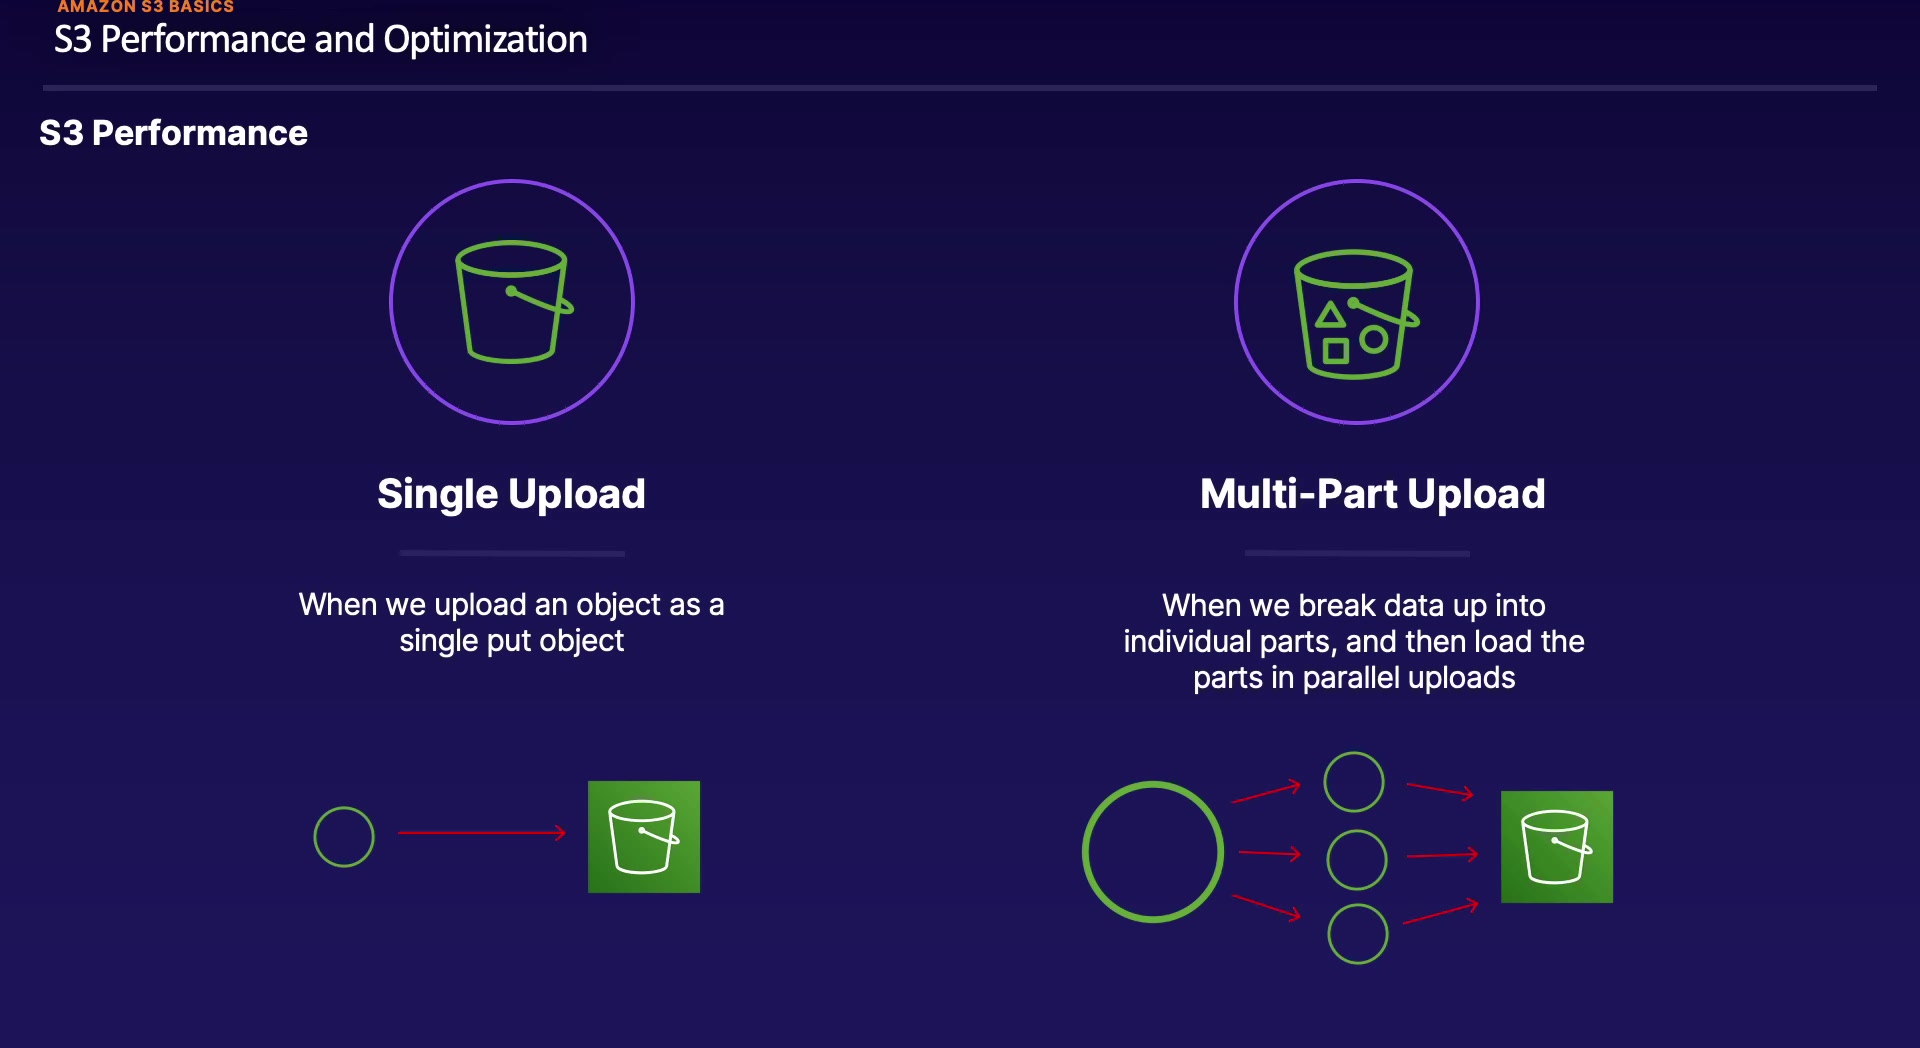 AMAZON S3 BASICS
S3 Performance and Optimization
S3 Performance
Single Upload
When we upload an object as a
single put object
Multi-Part Upload
When we break data up into
individual parts, and then load the
parts in parallel uploads